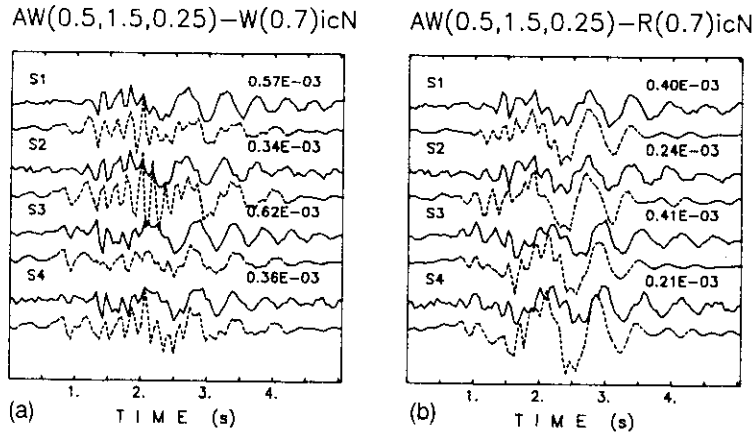 AW(0.5,1.5,0.25)–W(0.7)icN
S1 0.57E–03
S2 0.34E–03
S3 0.62E–03
S4 0.36E–03
1. 2. 3. 4.
(a) TIME (s)
AW(0.5,1.5,0.25)–R(0.7)icN
S1 0.40E–03
S2 0.24E–03
S3 0.41E–03
S4 0.21E–03
1. 2. 3. 4.
(b) TIME (s)